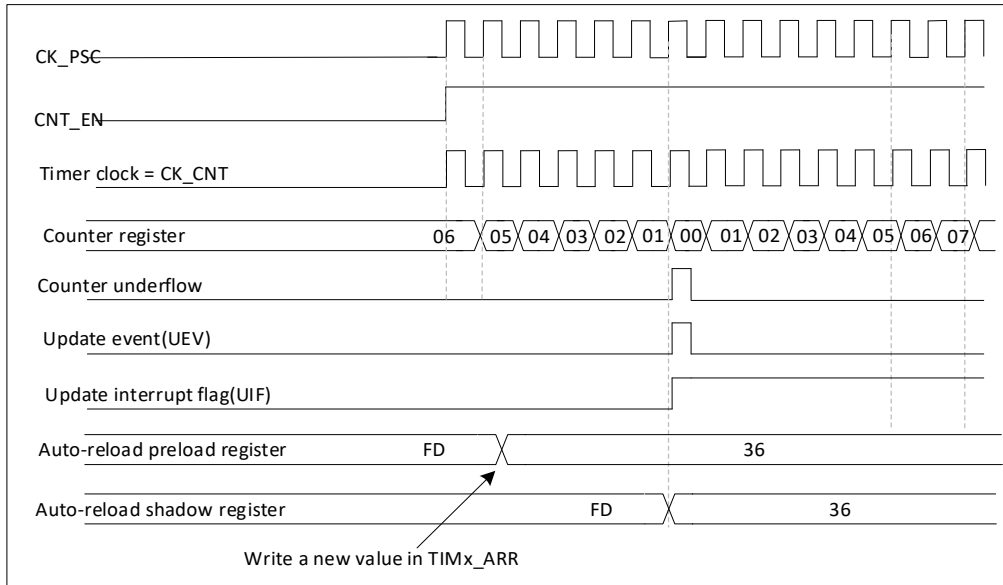 CK_PSC
CNT_EN
Timer clock = CK_CNT
Counter register 06 05 04 03 02 01 00 01 02 03 04 05 06 07
Counter underflow
Update event(UEV)
Update interrupt flag(UIF)
Auto-reload preload register FD 36
Auto-reload shadow register FD 36
Write a new value in TIMx_ARR